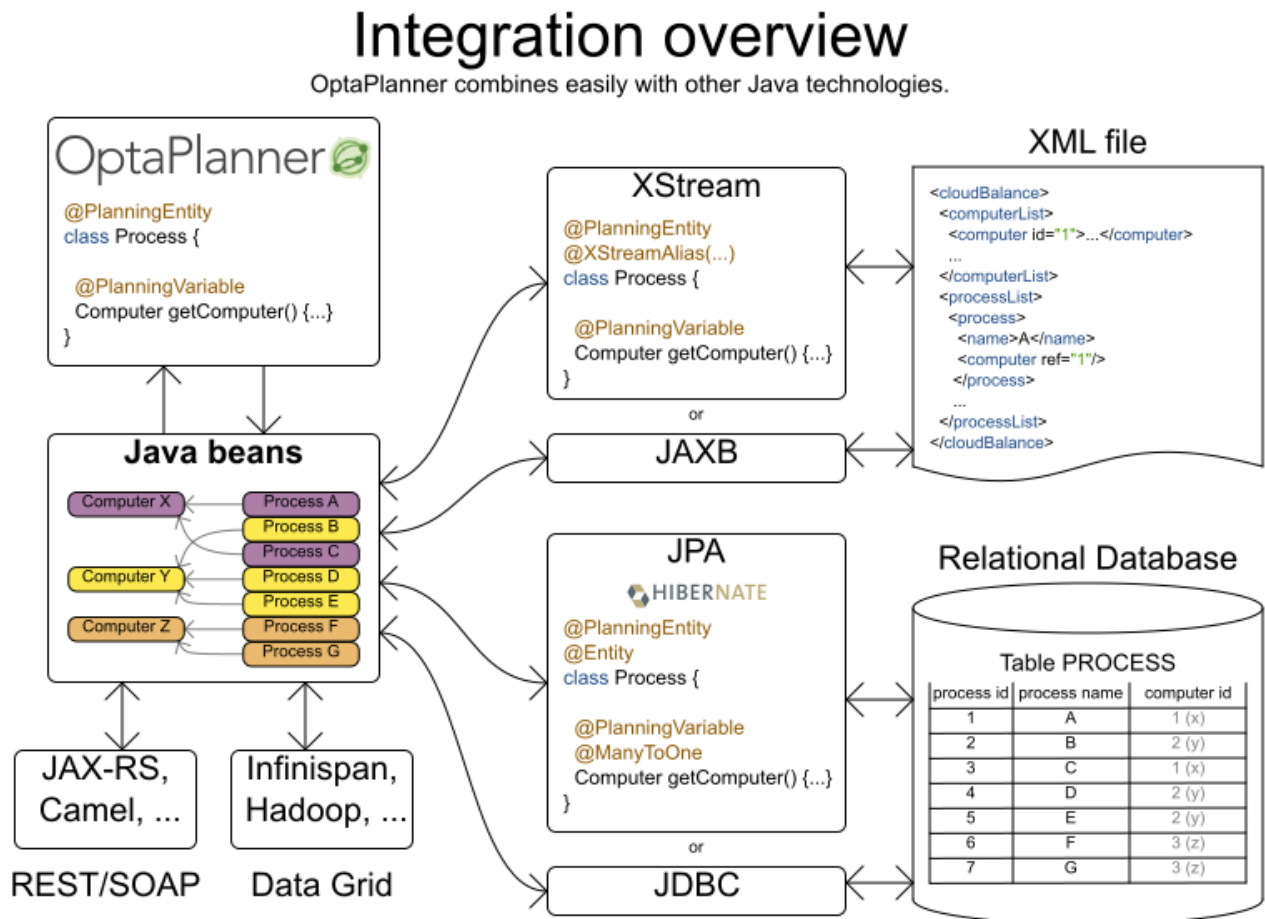 Integration overview
OptaPlanner combines easily with other Java technologies.
OptaPlanner
@PlanningEntity
class Process {
@PlanningVariable
Computer getComputer() {...}
}
Java beans
Computer X
Computer Y
Computer Z
Process A
Process B
Process C
Process D
Process E
Process F
Process G
JAX-RS,
Camel, ...
REST/SOAP
Infinispan,
Hadoop, ...
Data Grid
XStream
@PlanningEntity
@XStreamAlias(...)
class Process {
@PlanningVariable
Computer getComputer() {...}
}
or
JAXB
XML file
<cloudBalance>
<computerList>
<computer id="1">...</computer>
...
</computerList>
<processList>
<process>
<name>A</name>
<computer ref="1"/>
</process>
...
</processList>
</cloudBalance>
JPA
HIBERNATE
@PlanningEntity
@Entity
class Process {
@PlanningVariable
@ManyToOne
Computer getComputer() {...}
}
or
JDBC
Relational Database
Table PROCESS
process id process name computer id
1 A 1 (x)
2 B 2 (y)
3 C 1 (x)
4 D 2 (y)
5 E 2 (y)
6 F 3 (z)
7 G 3 (z)